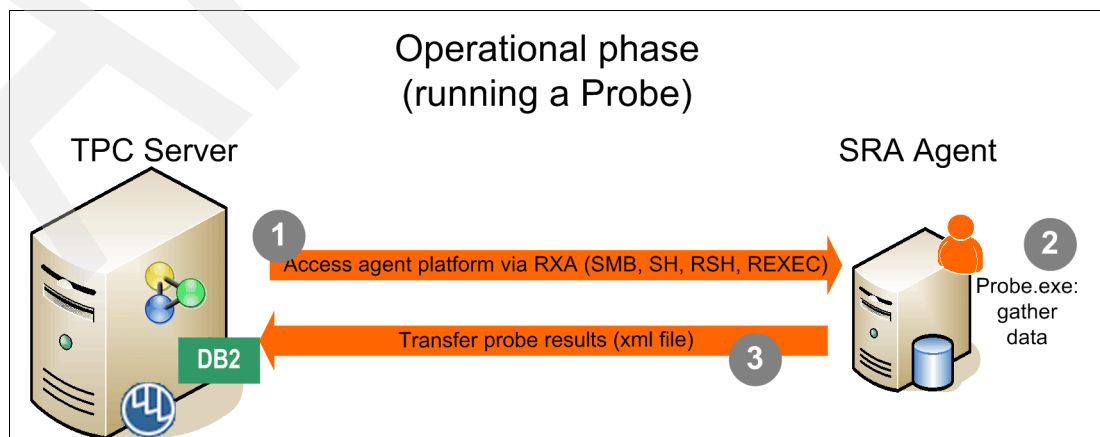 Operational phase
(running a Probe)
TPC Server
SRA Agent
1
Access agent platform via RXA (SMB, SH, RSH, REXEC)
2
Probe.exe:
gather
data
Transfer probe results (xml file)
3
DB2